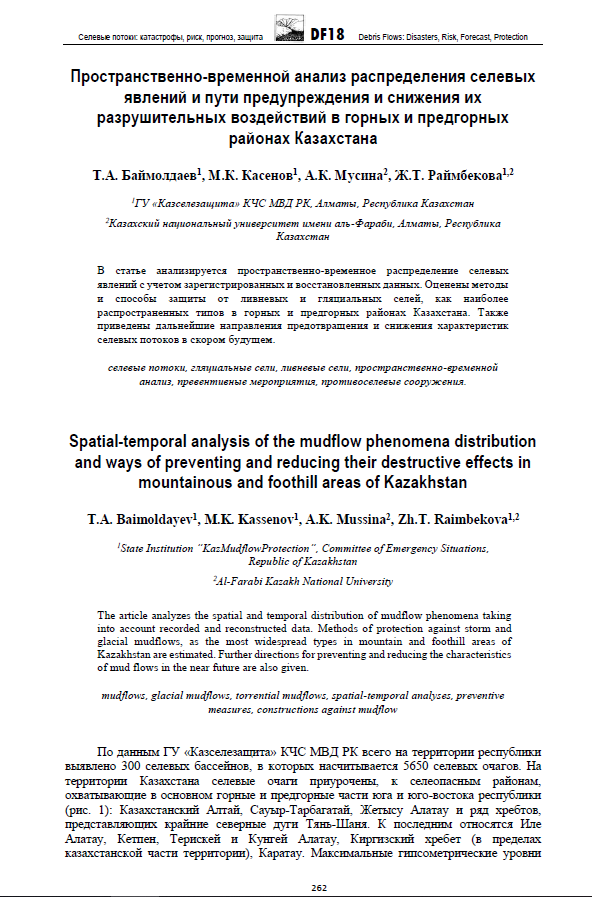 Селевые потоки: катастрофы, риск, прогноз, защита DF18 Debris Flows: Disasters, Risk, Forecast, Protection
Пространственно-временной анализ распределения селевых
явлений и пути предупреждения и снижения их
разрушительных воздействий в горных и предгорных
районах Казахстана
Т.А. Баймолдаев1, М.К. Касенов1, А.К. Мусина2, Ж.Т. Раимбекова1,2
1ГУ «Казселезащита» КЧС МВД РК, Алматы, Республика Казахстан
2Казахский национальный университет имени аль-Фараби, Алматы, Республика
Казахстан
В статье анализируется пространственно-временное распределение селевых
явлений с учетом зарегистрированных и восстановленных данных. Оценены методы
и способы защиты от ливневых и гляциальных селей, как наиболее
распространенных типов в горных и предгорных районах Казахстана. Также
приведены дальнейшие направления предотвращения и снижения характеристик
селевых потоков в скором будущем.
селевые потоки, гляциальные сели, ливневые сели, пространственно-временной
анализ, превентивные мероприятия, противоселевые сооружения.
Spatial-temporal analysis of the mudflow phenomena distribution
and ways of preventing and reducing their destructive effects in
mountainous and foothill areas of Kazakhstan
T.A. Baimoldayev1, M.K. Kassenov1, A.K. Mussina2, Zh.T. Raimbekova1,2
1State Institution "KazMudflowProtection", Committee of Emergency Situations,
Republic of Kazakhstan
2Al-Farabi Kazakh National University
The article analyzes the spatial and temporal distribution of mudflow phenomena taking
into account recorded and reconstructed data. Methods of protection against storm and
glacial mudflows, as the most widespread types in mountain and foothill areas of
Kazakhstan are estimated. Further directions for preventing and reducing the characteristics
of mud flows in the near future are also given.
mudflows, glacial mudflows, torrential mudflows, spatial-temporal analyses, preventive
measures, constructions against mudflow
По данным ГУ «Казселезащита» КЧС МВД РК всего на территории республики
выявлено 300 селевых бассейнов, в которых насчитывается 5650 селевых очагов. На
территории Казахстана селевые очаги приурочены, к селеопасным районам,
охватывающие в основном горные и предгорные части юга и юго-востока республики
(рис. 1): Казахстанский Алтай, Сауыр-Тарбагатай, Жетысу Алатау и ряд хребтов,
представляющих крайние северные дуги Тянь-Шаня. К последним относятся Иле
Алатау, Кетпен, Терискей и Кунгей Алатау, Киргизский хребет (в пределах
казахстанской части территории), Каратау. Максимальные гипсометрические уровни
262